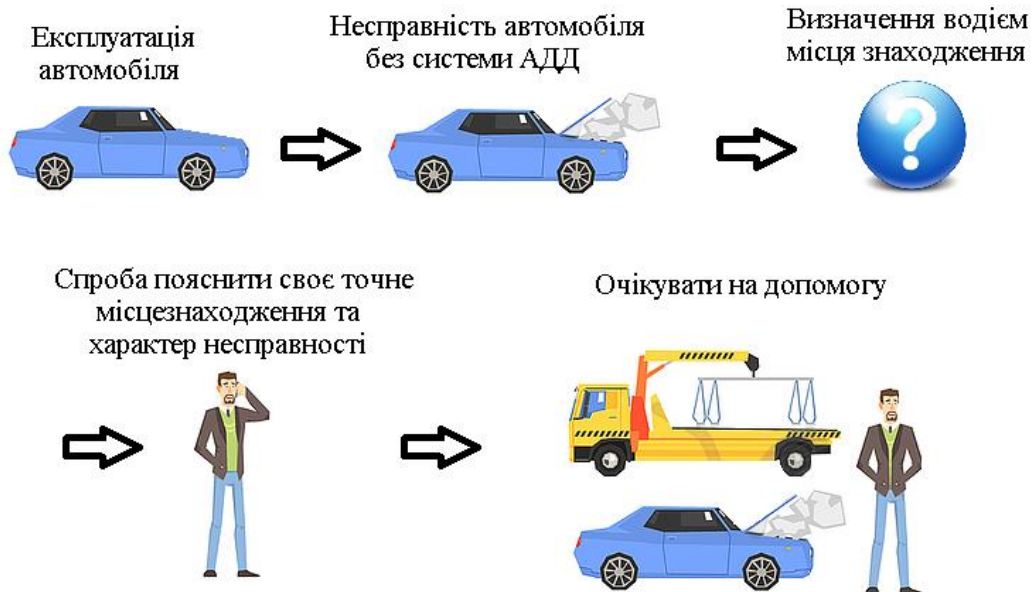 Експлуатація
автомобіля
Несправність автомобіля
без системи АДД
Визначення водієм
місця знаходження
?
Спроба пояснити своє точне
місцезнаходження та
характер несправності
Очікувати на допомогу